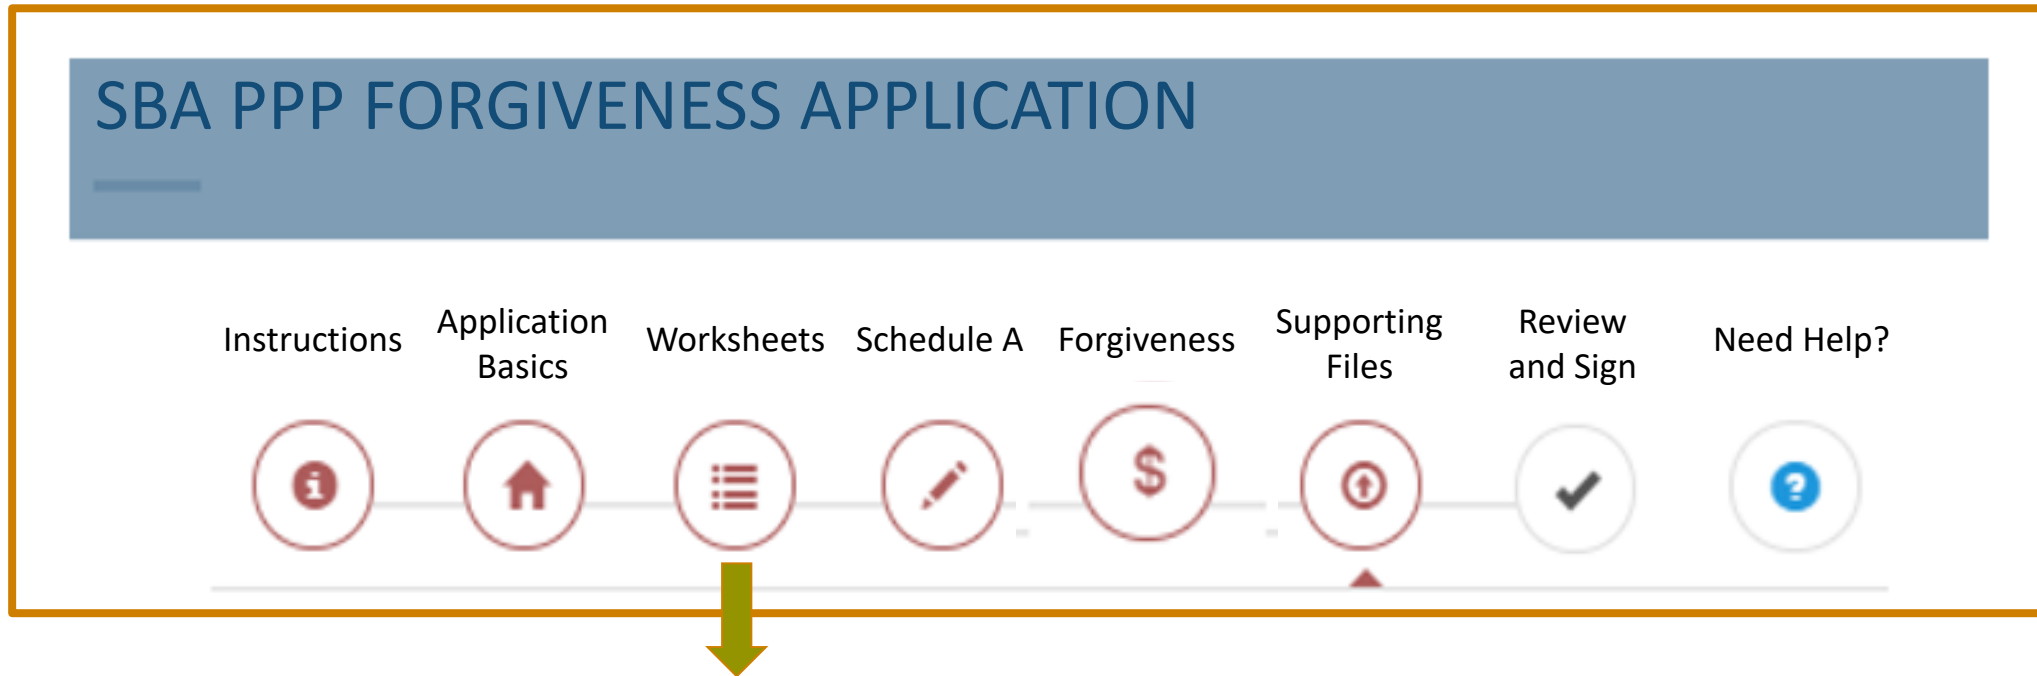 SBA PPP FORGIVENESS APPLICATION
Instructions
Application
Basics
Worksheets
Schedule A
Forgiveness
Supporting
Files
Review
and Sign
Need Help?
i
$
?